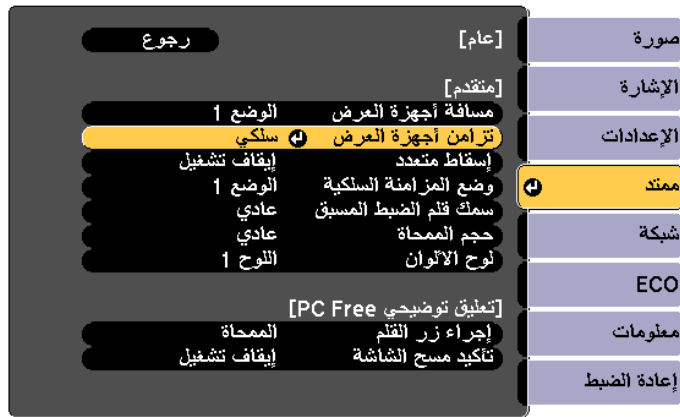 صورة
الإشارة
الإعدادات
ممتد
شبكة
ECO
معلومات
إعادة الضبط
[عام] رجوع
[متقدم]
مسافة أجهزة العرض الوضع 1
تزامن أجهزة العرض سلكي
إسقاط متعدد إيقاف تشغيل
وضع المزامنة السلكية الوضع 1
سمك قلم الضبط المسبق عادي
حجم الممحاة عادي
لوح الألوان اللوح 1
[تعليق توضيحي PC Free]
إجراء زر القلم الممحاة
تأكيد مسح الشاشة إيقاف تشغيل